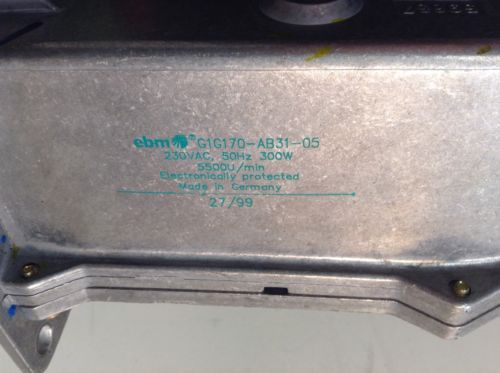 ebm ® G1G170-AB31-05
230VAC, 50Hz 300W
5500U/min
Electronically protected
Made in Germany
27/99